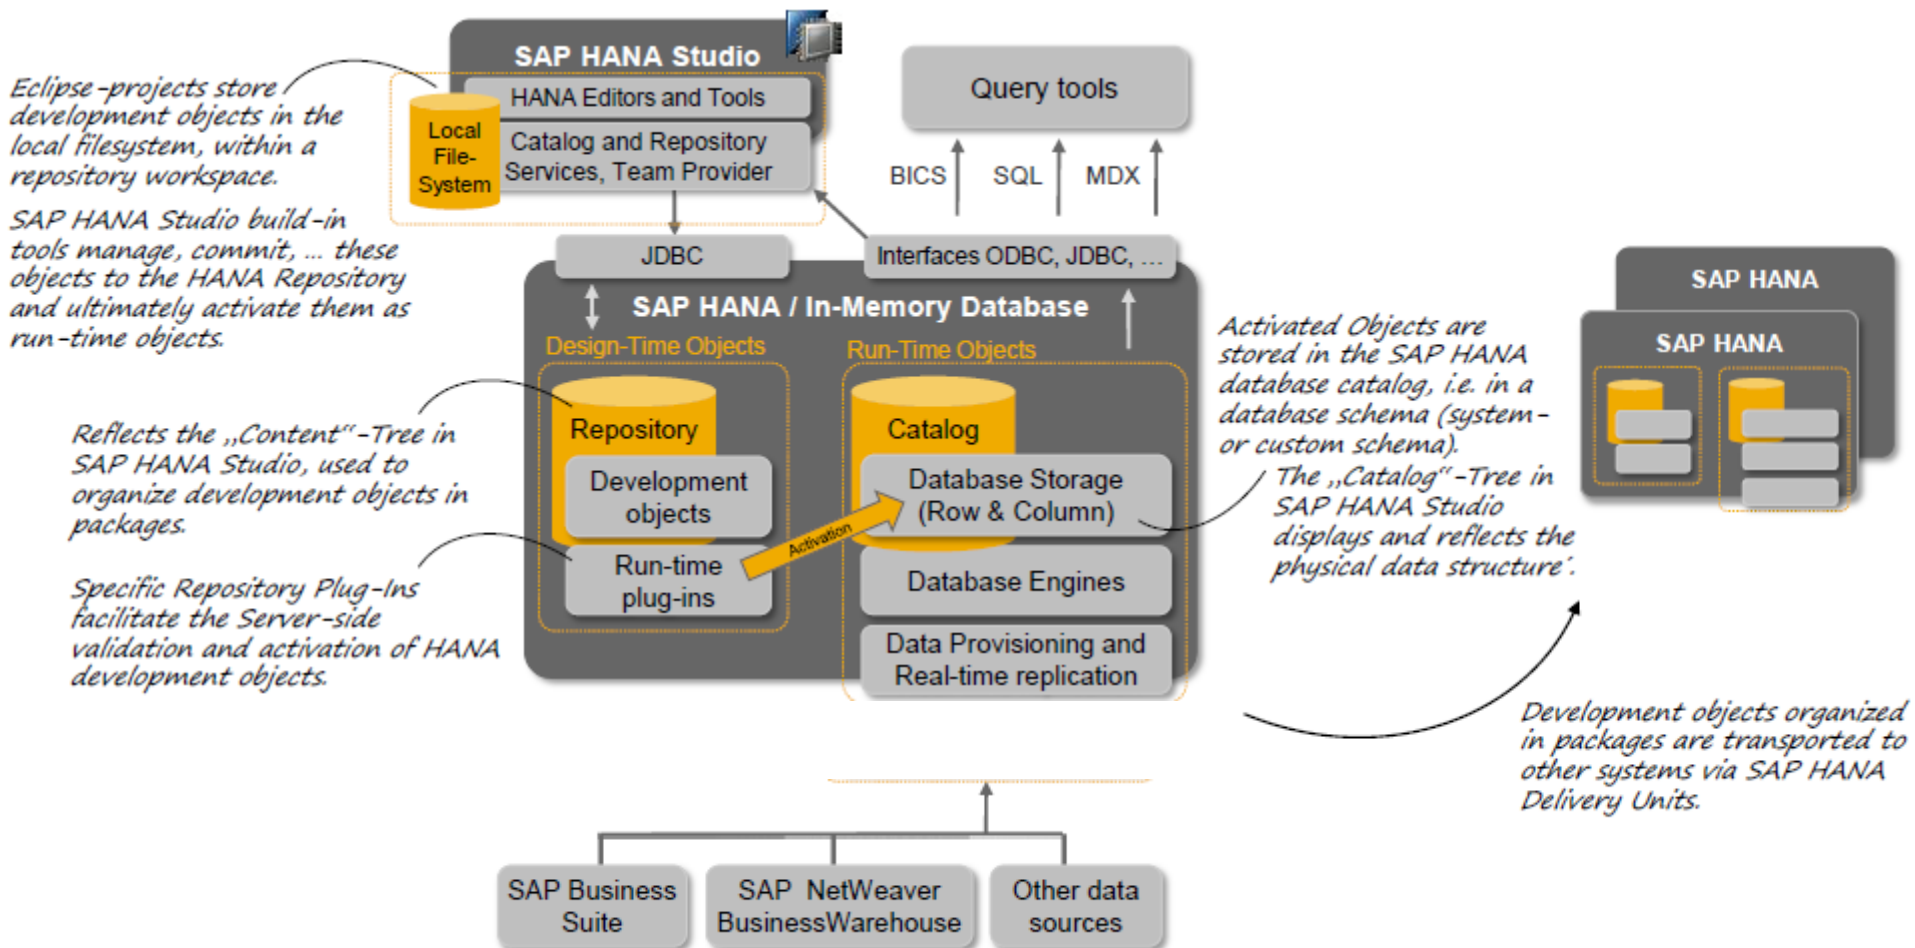 SAP HANA Studio
HANA Editors and Tools
Catalog and Repository
Services, Team Provider
Local
File-
System
Eclipse-projects store
development objects in the
local filesystem, within a
repository workspace.
SAP HANA Studio build-in
tools manage, commit, ... these
objects to the HANA Repository
and ultimately activate them as
run-time objects.
Query tools
BICS
SQL
MDX
JDBC
Interfaces ODBC, JDBC, ...
SAP HANA / In-Memory Database
Design-Time Objects
Run-Time Objects
Repository
Development
objects
Run-time
plug-ins
Activation
Catalog
Database Storage
(Row & Column)
Database Engines
Data Provisioning and
Real-time replication
Reflects the „Content“-Tree in
SAP HANA Studio, used to
organize development objects in
packages.
Specific Repository Plug-Ins
facilitate the Server-side
validation and activation of HANA
development objects.
Activated Objects are
stored in the SAP HANA
database catalog, i.e. in a
database schema (system-
or custom schema).
The „Catalog“-Tree in
SAP HANA Studio
displays and reflects the
physical data structure´.
SAP HANA
SAP HANA
Development objects organized
in packages are transported to
other systems via SAP HANA
Delivery Units.
SAP Business
Suite
SAP NetWeaver
BusinessWarehouse
Other data
sources